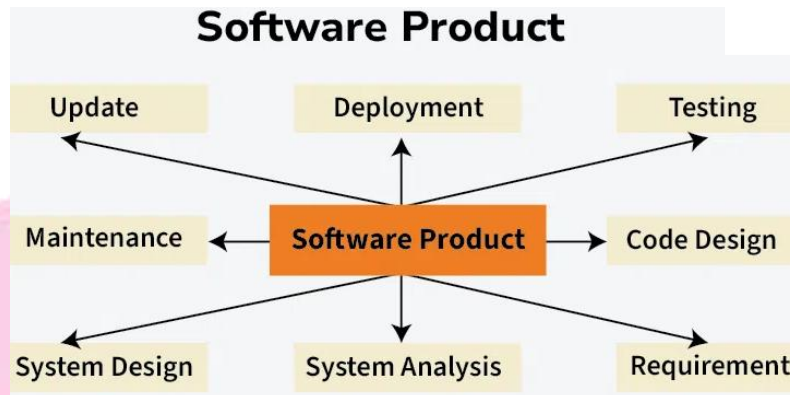 Software Product
Update
Deployment
Testing
Maintenance
Software Product
Code Design
System Design
System Analysis
Requirement